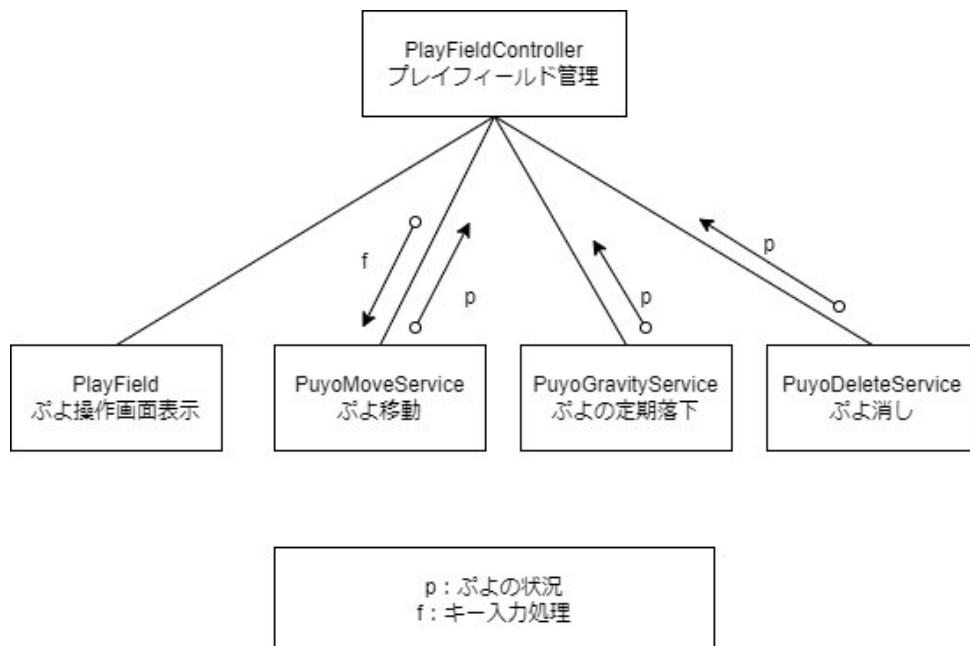 PlayFieldController
プレイフィールド管理
f
p
p
p
PlayField
ぷよ操作画面表示
PuyoMoveService
ぷよ移動
PuyoGravityService
ぷよの定期落下
PuyoDeleteService
ぷよ消し
p：ぷよの状況
f：キー入力処理